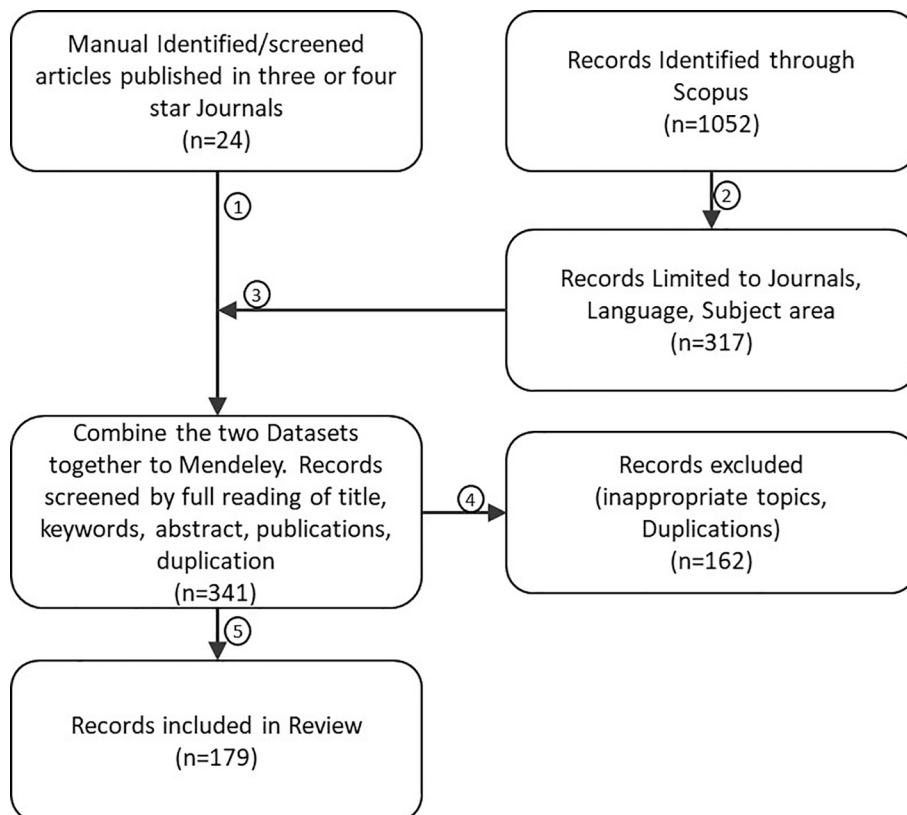 Manual Identified/screened
articles published in three or four
star Journals
(n=24)
Records Identified through
Scopus
(n=1052)
1
2
Records Limited to Journals,
Language, Subject area
(n=317)
3
Combine the two Datasets
together to Mendeley. Records
screened by full reading of title,
keywords, abstract, publications,
duplication
(n=341)
4
Records excluded
(inappropriate topics,
Duplications)
(n=162)
5
Records included in Review
(n=179)